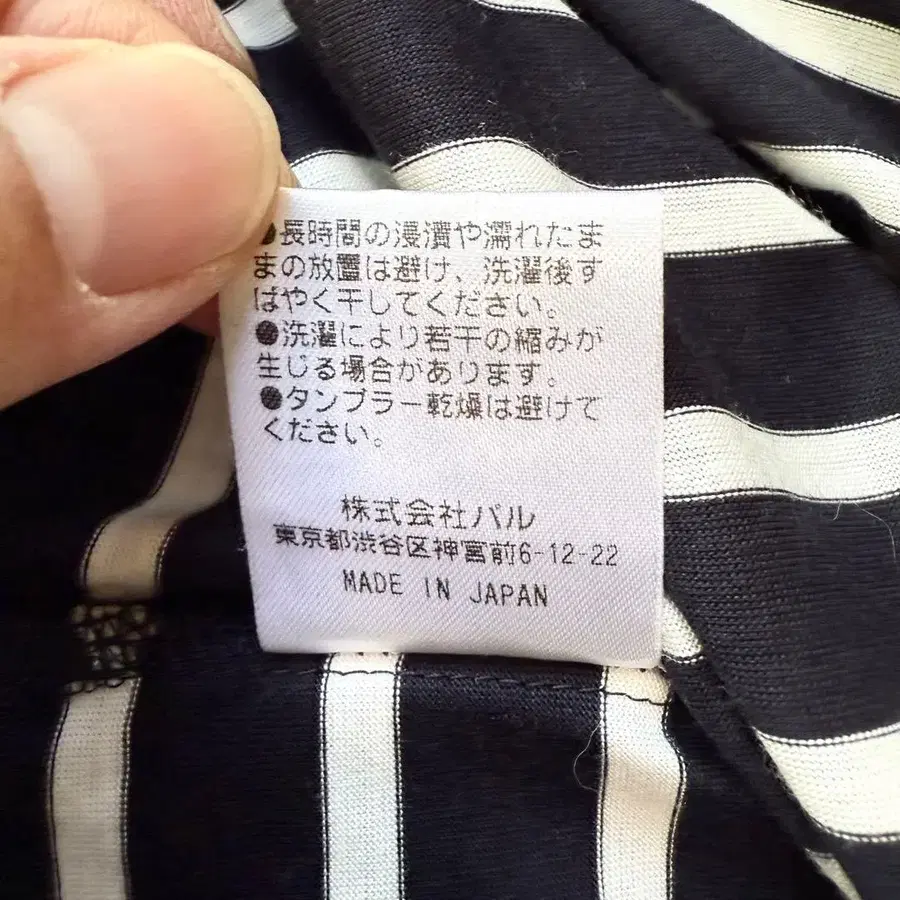 ●長時間の浸漬や濡れたま
まの放置は避け、洗濯後す
ばやく干してください。
●洗濯により若干の縮みが
生じる場合があります。
●タンブラー乾燥は避けて
ください。
株式会社パル
東京都渋谷区神宮前6-12-22
MADE IN JAPAN